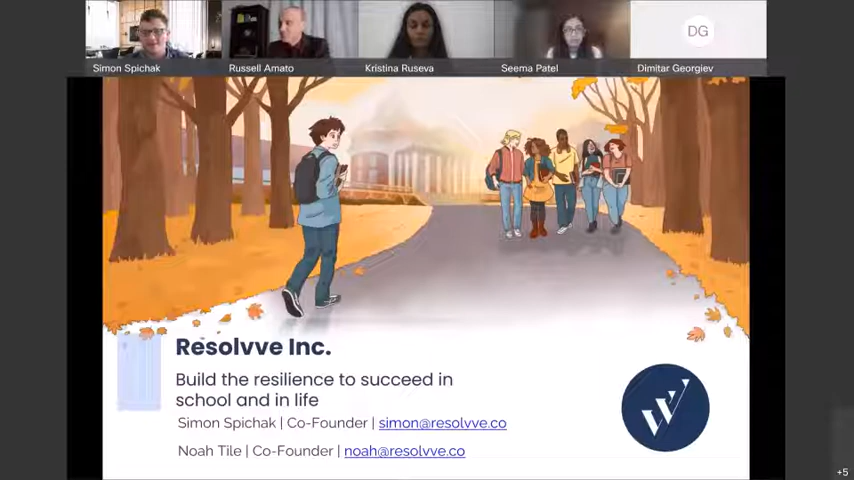 DG
Simon Spichak
Russell Amato
Kristina Ruseva
Seema Patel
Dimitar Georgiev
Resolvve Inc.
Build the resilience to succeed in
school and in life
Simon Spichak | Co-Founder | simon@resolvve.co
Noah Tile | Co-Founder | noah@resolvve.co
+5